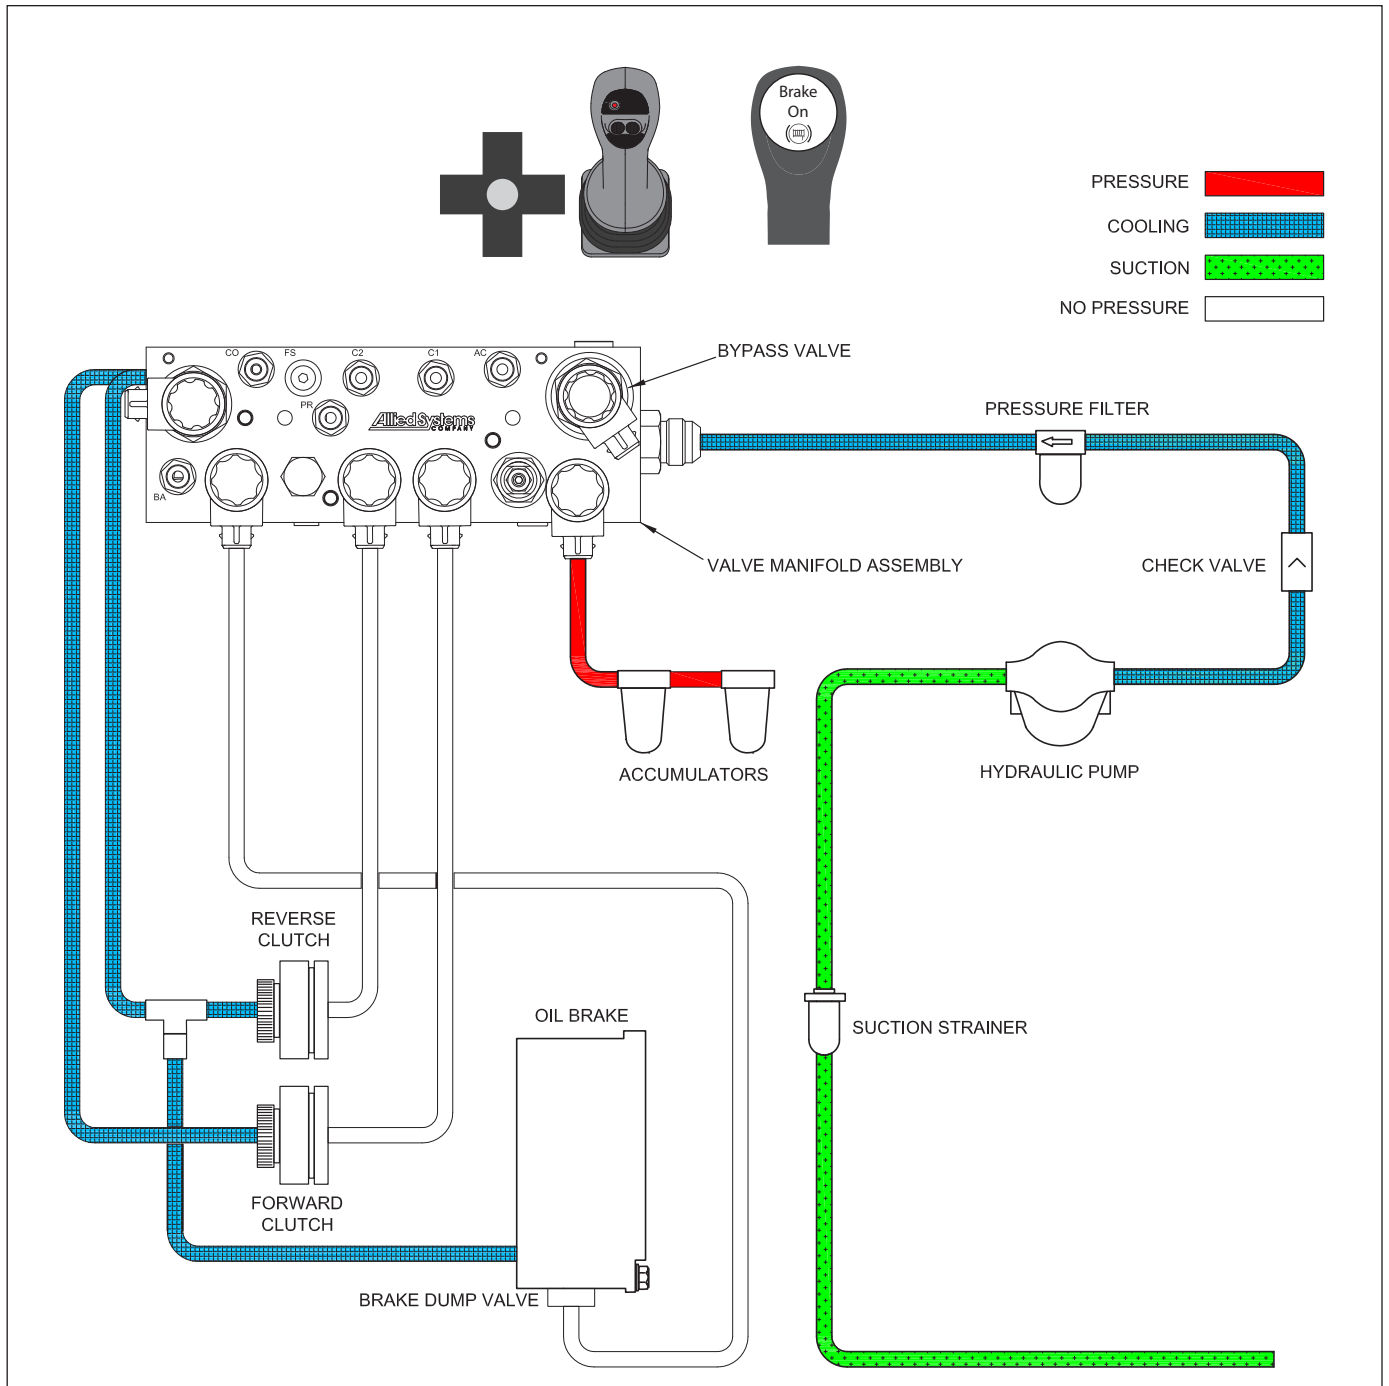 Brake
On
PRESSURE
COOLING
SUCTION
NO PRESSURE
BYPASS VALVE
CO
FS
C2
C1
AC
PR
Allied Systems
COMPANY
BA
PRESSURE FILTER
VALVE MANIFOLD ASSEMBLY
CHECK VALVE
ACCUMULATORS
HYDRAULIC PUMP
REVERSE
CLUTCH
OIL BRAKE
SUCTION STRAINER
FORWARD
CLUTCH
BRAKE DUMP VALVE